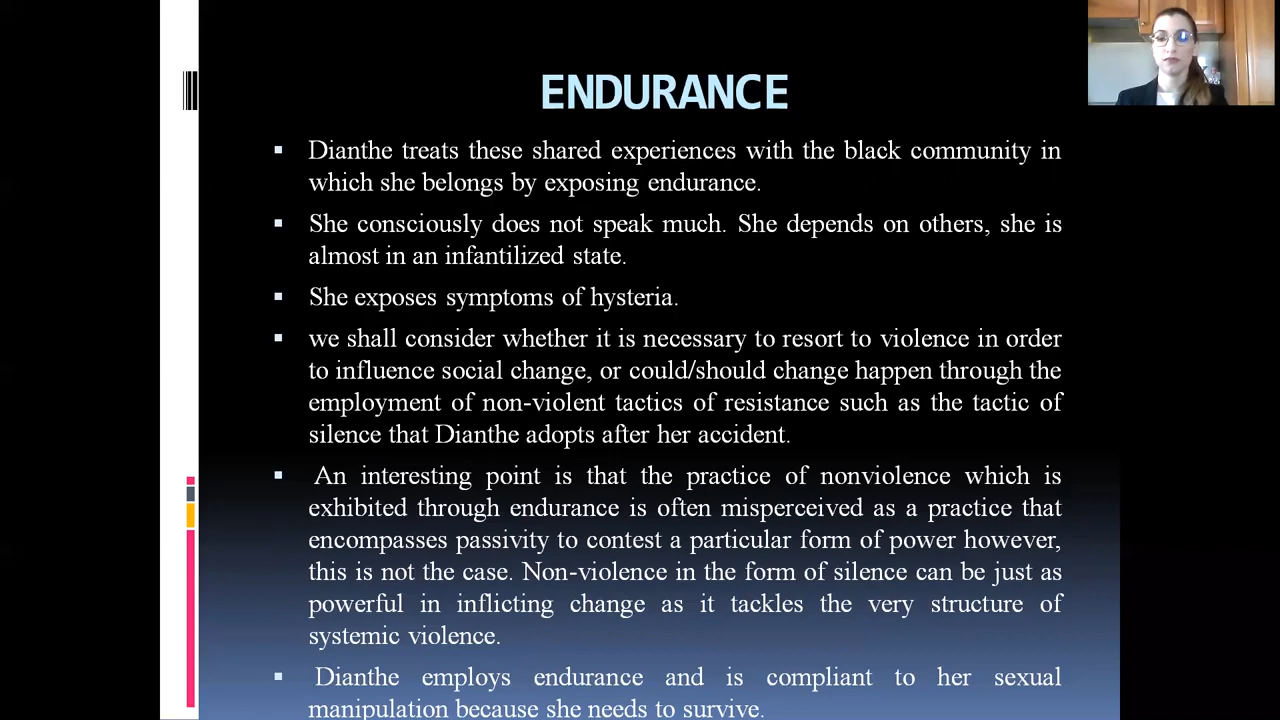 ENDURANCE
Dianthe treats these shared experiences with the black community in
which she belongs by exposing endurance.
She consciously does not speak much. She depends on others, she is
almost in an infantilized state.
She exposes symptoms of hysteria.
we shall consider whether it is necessary to resort to violence in order
to influence social change, or could/should change happen through the
employment of non-violent tactics of resistance such as the tactic of
silence that Dianthe adopts after her accident.
An interesting point is that the practice of nonviolence which is
exhibited through endurance is often misperceived as a practice that
encompasses passivity to contest a particular form of power however,
this is not the case. Non-violence in the form of silence can be just as
powerful in inflicting change as it tackles the very structure of
systemic violence.
Dianthe employs endurance and is compliant to her sexual
manipulation because she needs to survive.